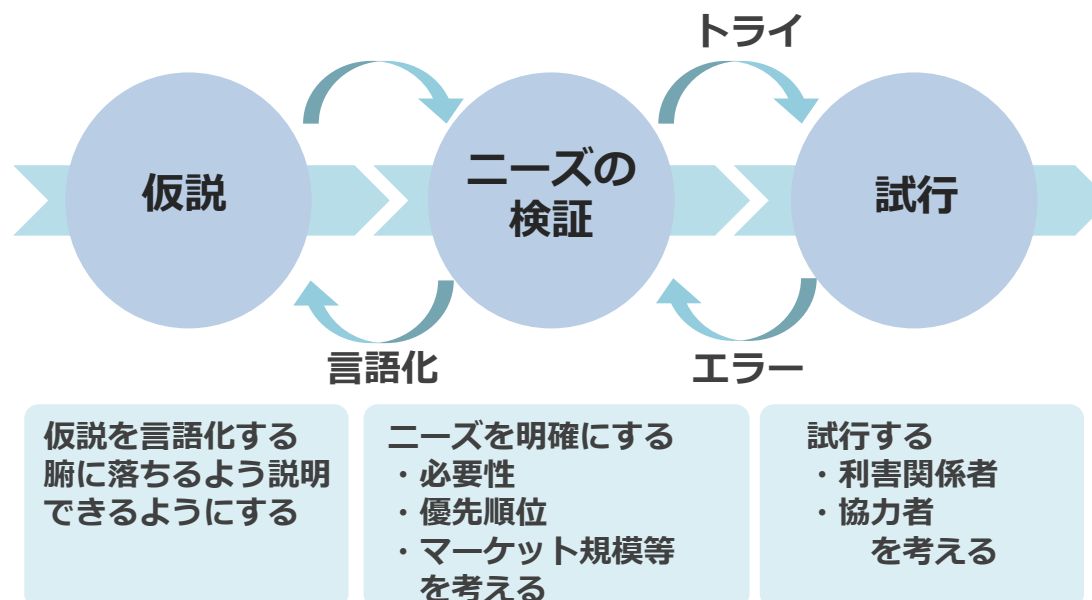 トライ
仮説
ニーズの
検証
試行
言語化
エラー
仮説を言語化する
腑に落ちるよう説明
できるようにする
ニーズを明確にする
・必要性
・優先順位
・マーケット規模等
を考える
試行する
・利害関係者
・協力者
を考える